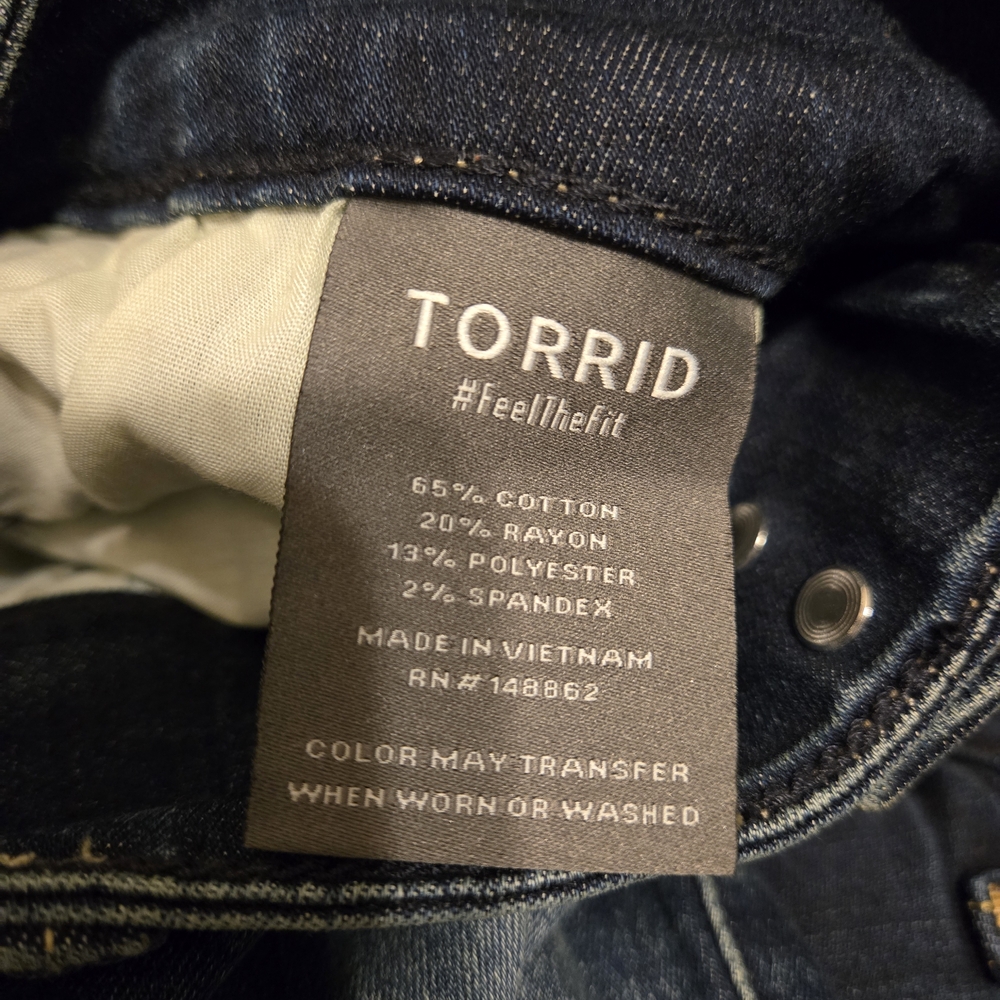 TORRID
#FeelTheFit
65% COTTON
20% RAYON
13% POLYESTER
2% SPANDEX
MADE IN VIETNAM
RN# 148862
COLOR MAY TRANSFER
WHEN WORN OR WASHED